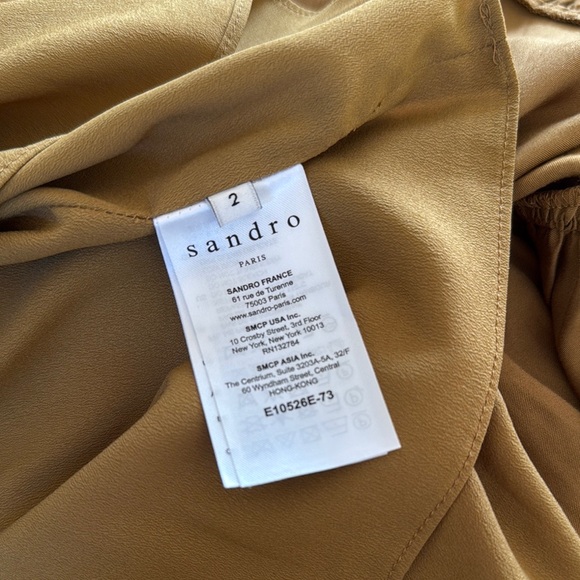 2
sandro
PARIS
SANDRO FRANCE
61 rue de Turenne
75003 Paris
www.sandro-paris.com
SMCP USA Inc.
10 Crosby Street, 3rd Floor
New York, New York 10013
RN132784
SMCP ASIA Inc.
The Centrium, Suite 3203A-5A, 32/F
60 Wyndham Street, Central
HONG-KONG
E10526E-73